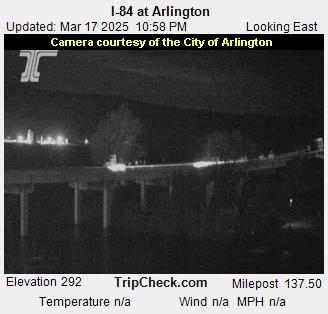 I-84 at Arlington
Updated: Mar 17 2025 10:58 PM Looking East
Camera courtesy of the City of Arlington
Elevation 292 TripCheck.com Milepost 137.50
Temperature n/a Wind n/a MPH n/a